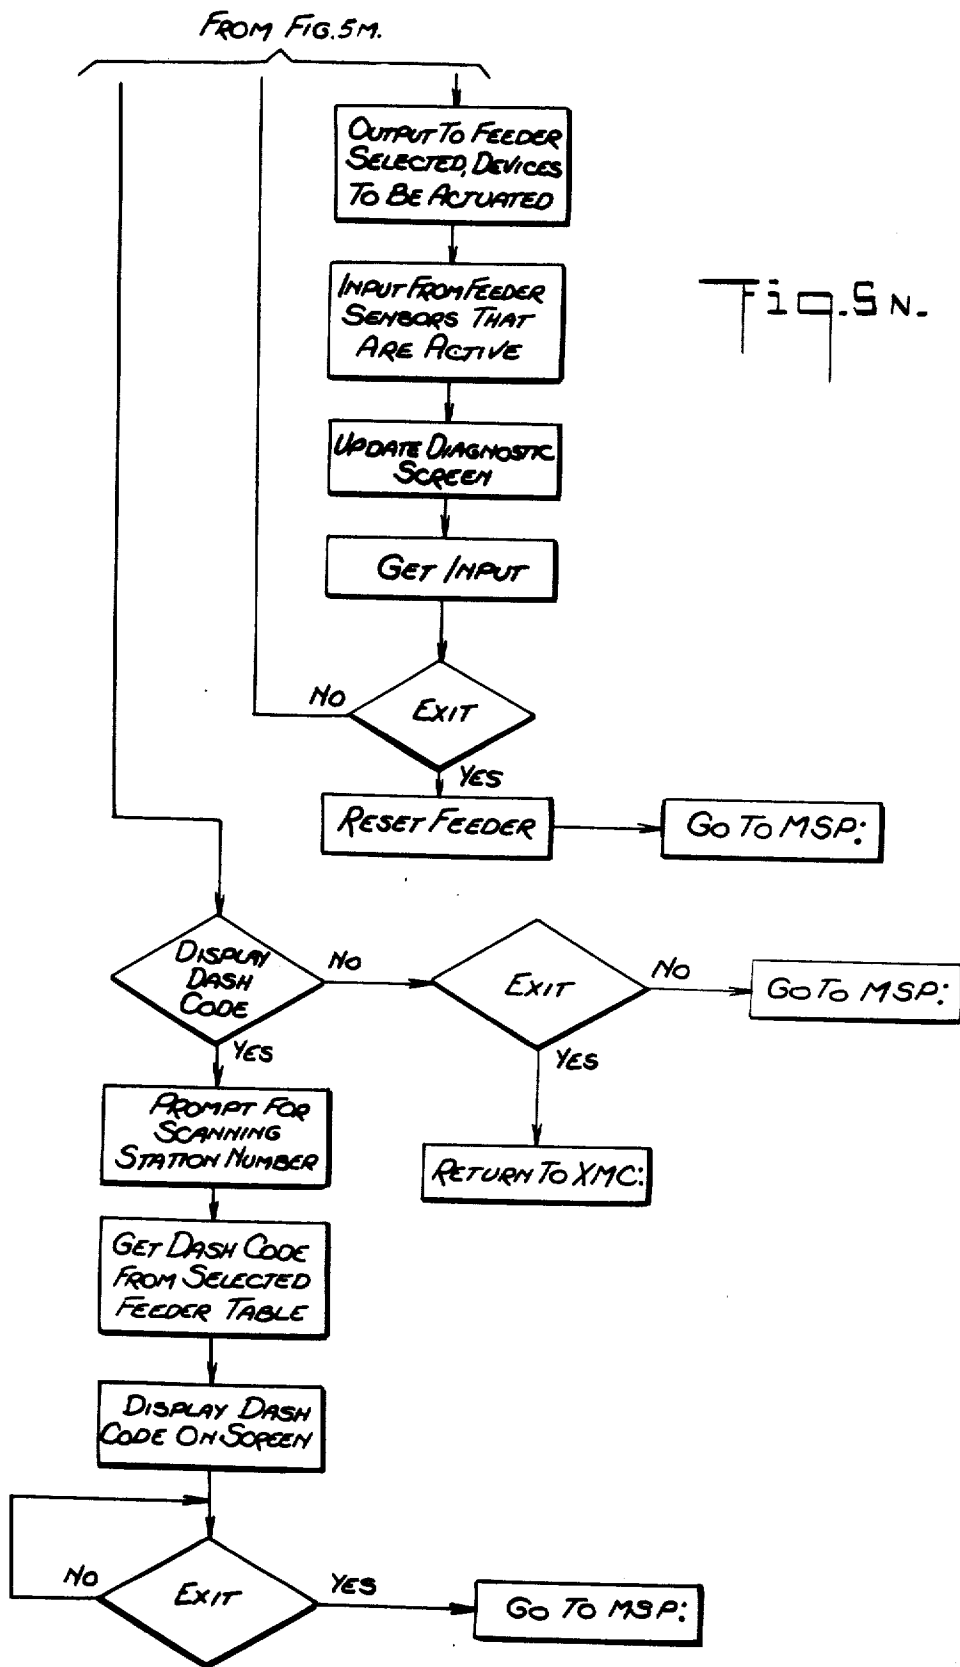 FROM FIG.5M.
OUTPUT TO FEEDER
SELECTED, DEVICES
TO BE ACTUATED
INPUT FROM FEEDER
SENSORS THAT
ARE ACTIVE
Fig.5N.
UPDATE DIAGNOSTIC
SCREEN
GET INPUT
NO
EXIT
YES
RESET FEEDER
GO TO MSP:
DISPLAY
DASH
CODE
NO
EXIT
NO
GO TO MSP:
YES
YES
PROMPT FOR
SCANNING
STATION NUMBER
RETURN TO XMC:
GET DASH CODE
FROM SELECTED
FEEDER TABLE
DISPLAY DASH
CODE ON SCREEN
NO
EXIT
YES
GO TO MSP: